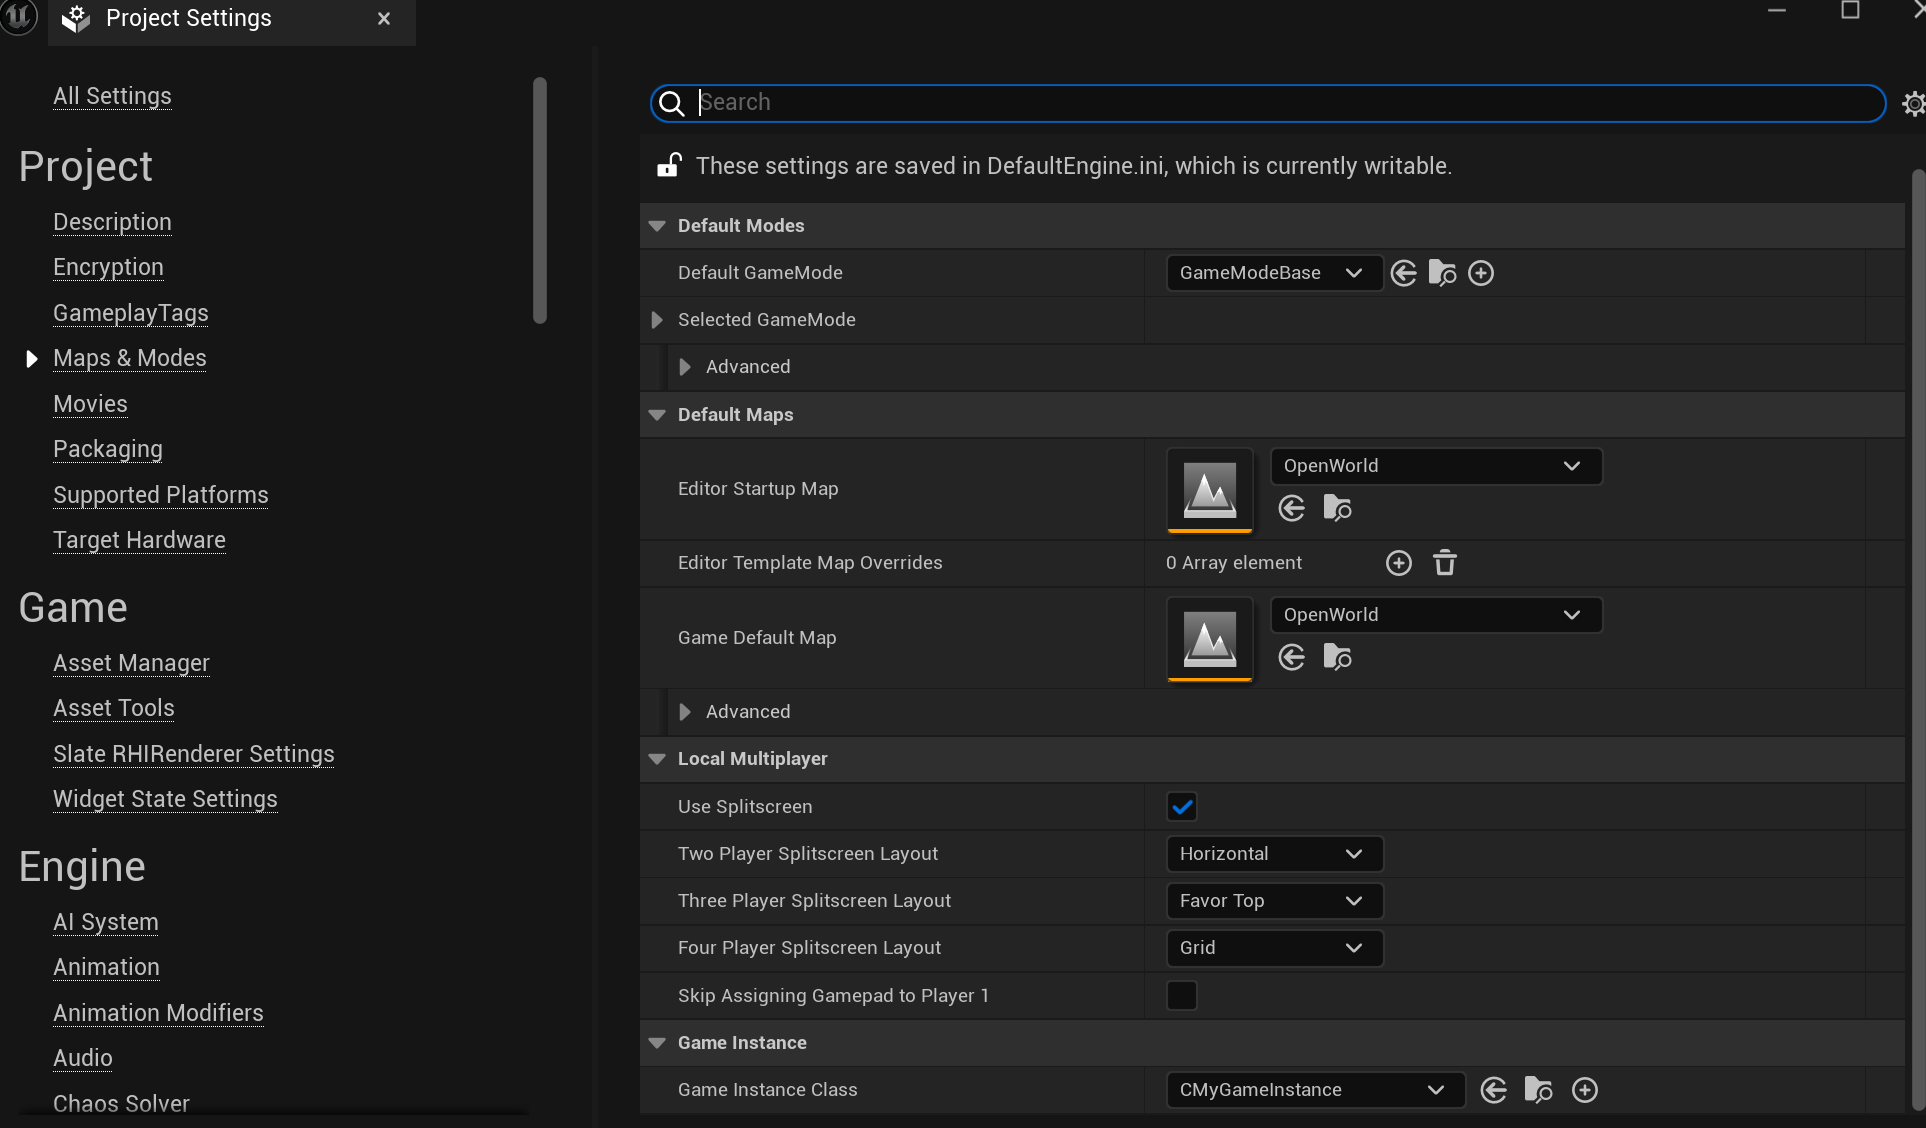 Project Settings
All Settings
Project
Description
Encryption
GameplayTags
Maps & Modes
Movies
Packaging
Supported Platforms
Target Hardware
Game
Asset Manager
Asset Tools
Slate RHIRenderer Settings
Widget State Settings
Engine
AI System
Animation
Animation Modifiers
Audio
Chaos Solver
Search
These settings are saved in DefaultEngine.ini, which is currently writable.
Default Modes
Default GameMode GameModeBase
Selected GameMode
Advanced
Default Maps
Editor Startup Map OpenWorld
Editor Template Map Overrides 0 Array element
Game Default Map OpenWorld
Advanced
Local Multiplayer
Use Splitscreen
Two Player Splitscreen Layout Horizontal
Three Player Splitscreen Layout Favor Top
Four Player Splitscreen Layout Grid
Skip Assigning Gamepad to Player 1
Game Instance
Game Instance Class CMyGameInstance